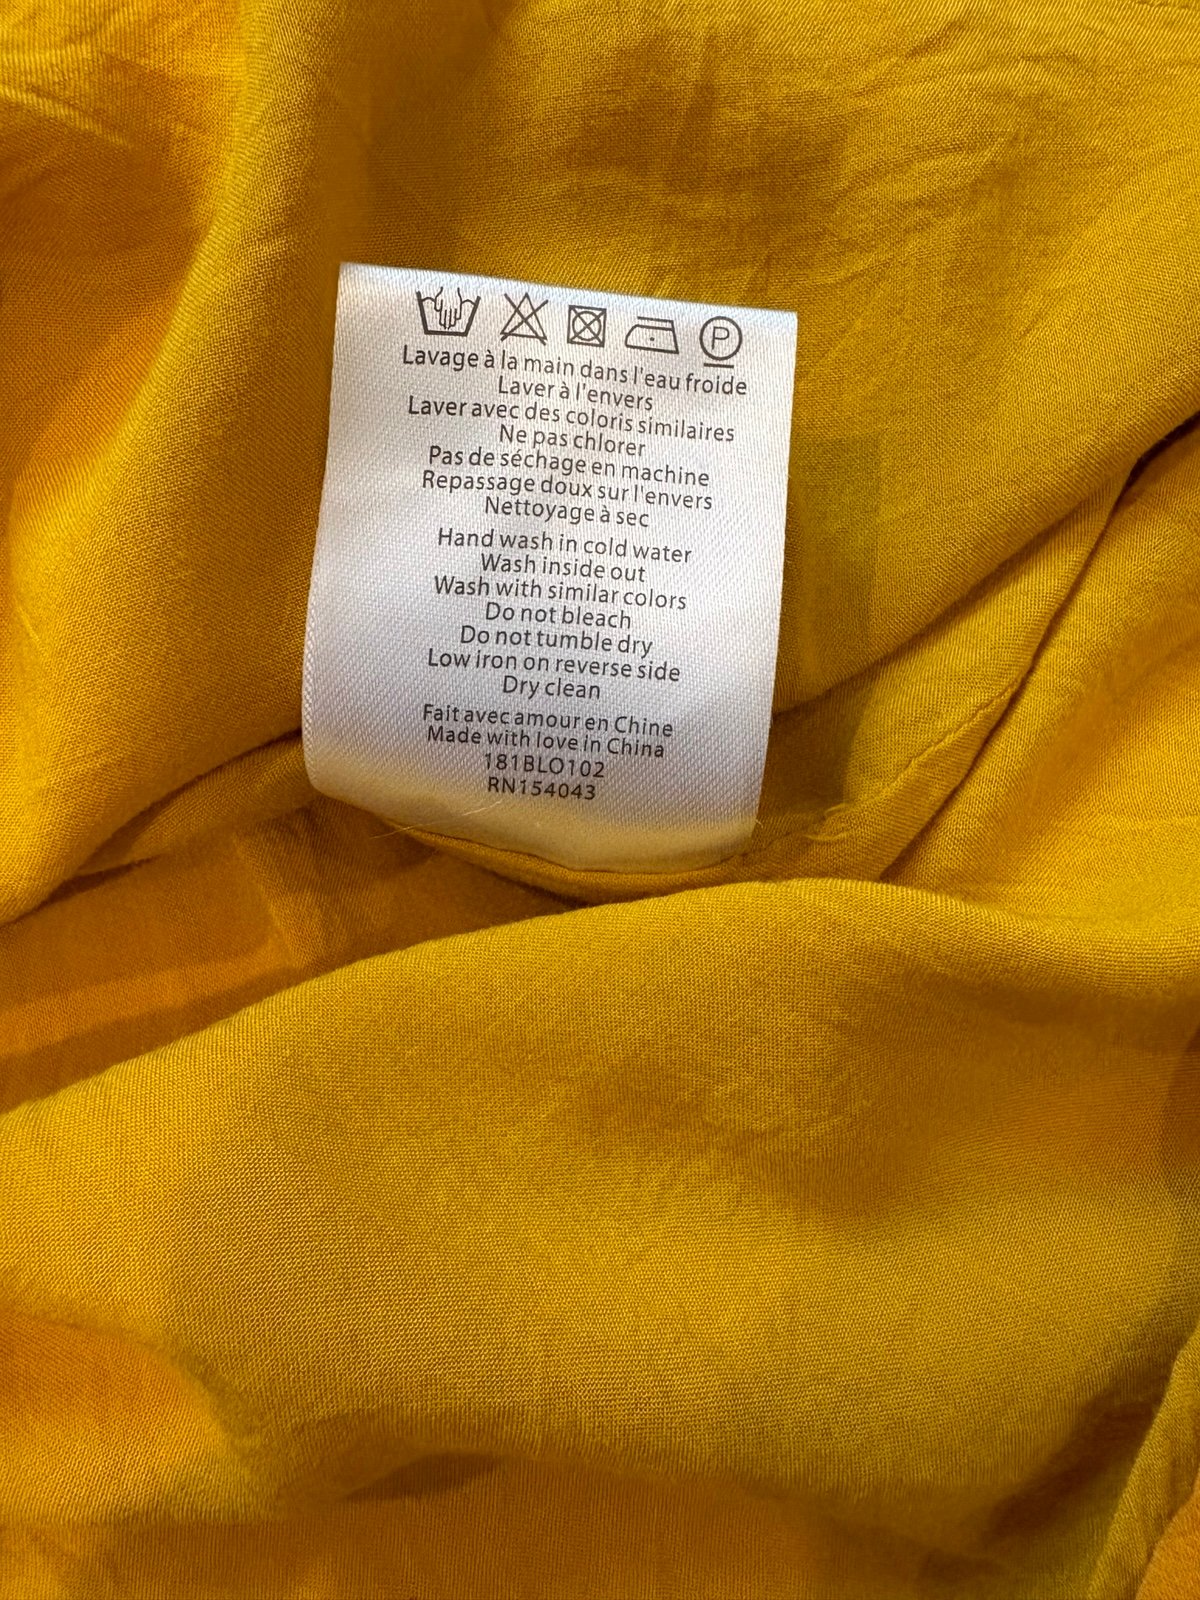 P
Lavage à la main dans l'eau froide
Laver à l'envers
Laver avec des coloris similaires
Ne pas chlorer
Pas de séchage en machine
Repassage doux sur l'envers
Nettoyage à sec
Hand wash in cold water
Wash inside out
Wash with similar colors
Do not bleach
Do not tumble dry
Low iron on reverse side
Dry clean
Fait avec amour en Chine
Made with love in China
181BLO102
RN154043